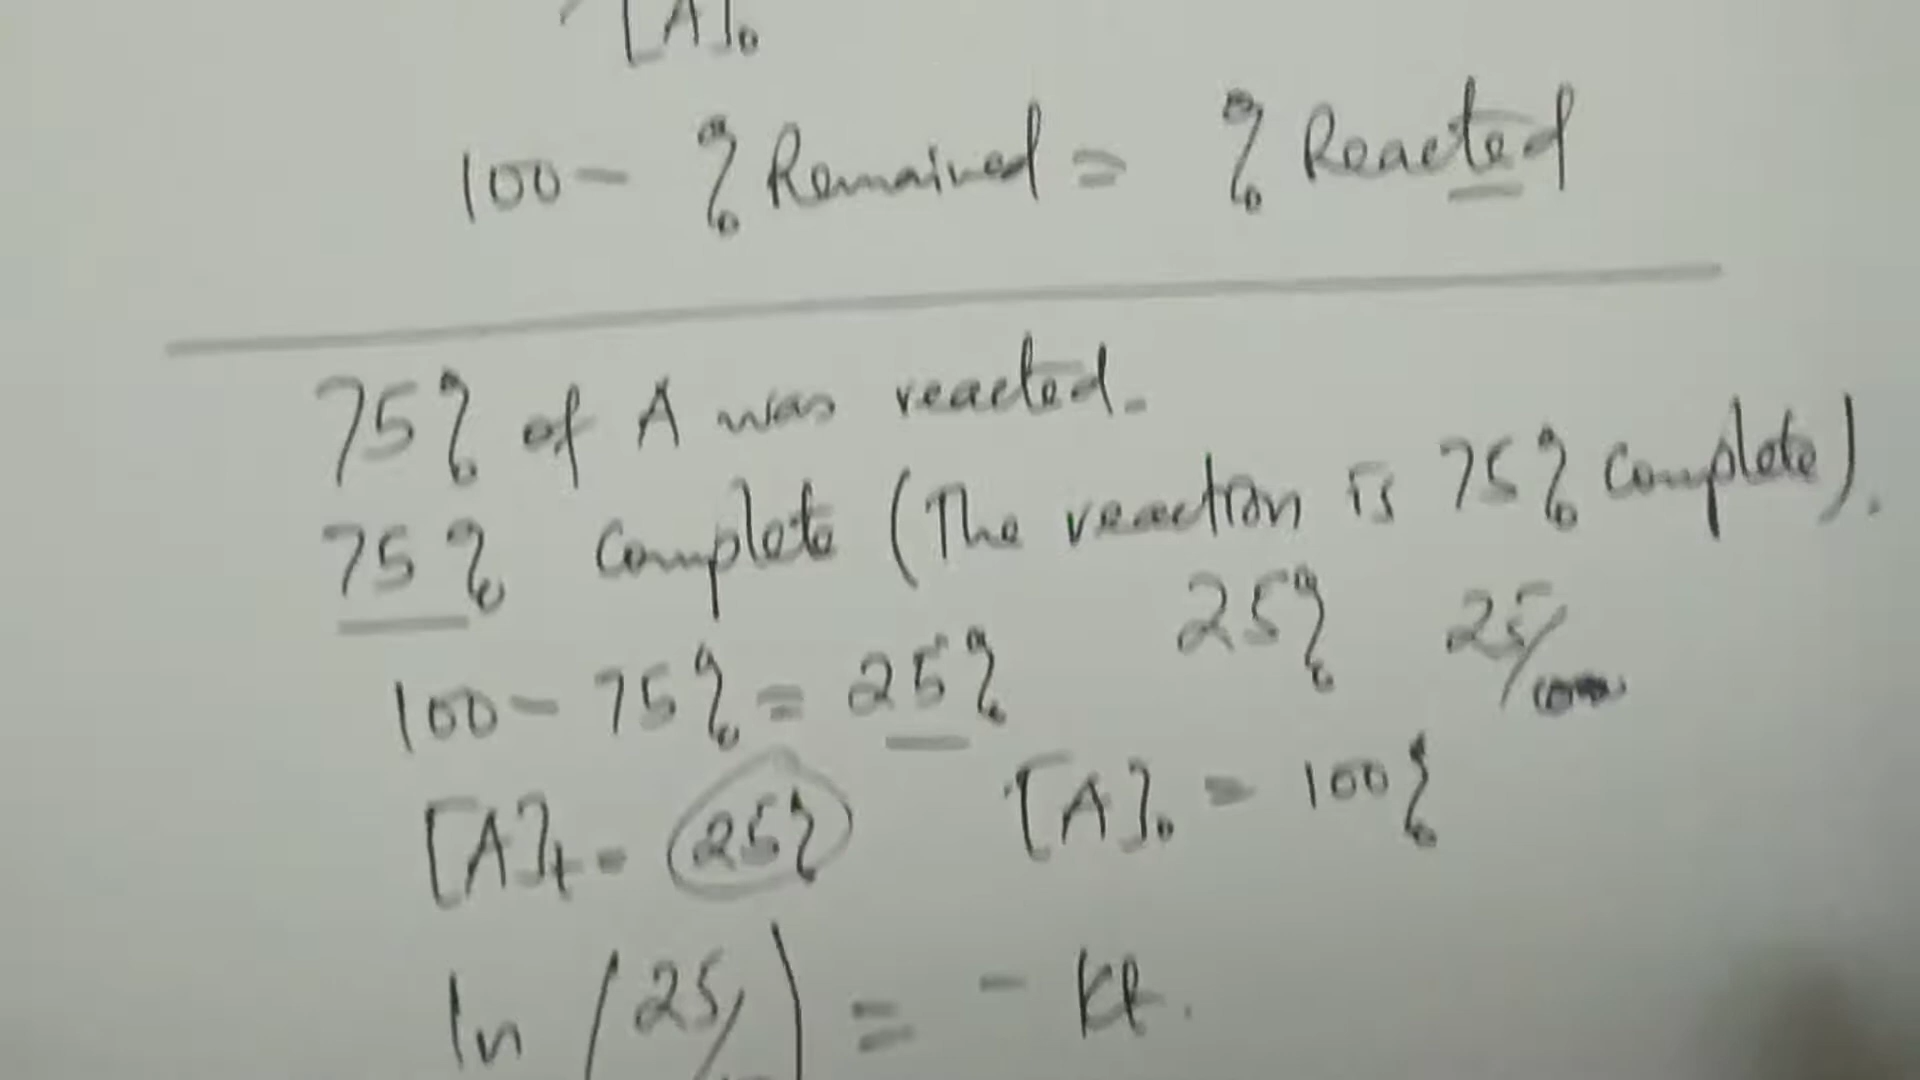 [A]₀
100 - % Remained = % Reacted
75% of A was reacted.
75% Complete (The reaction is 75% Complete).
25% 25/
100 - 75% = 25%
[A]t = 25% [A]₀ = 100%
ln (25/ ) = - kt.